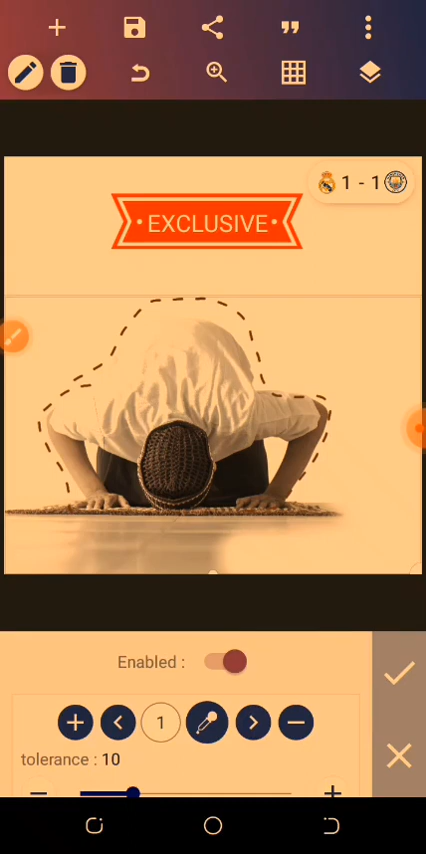 1 - 1
• EXCLUSIVE •
Enabled :
1
tolerance : 10